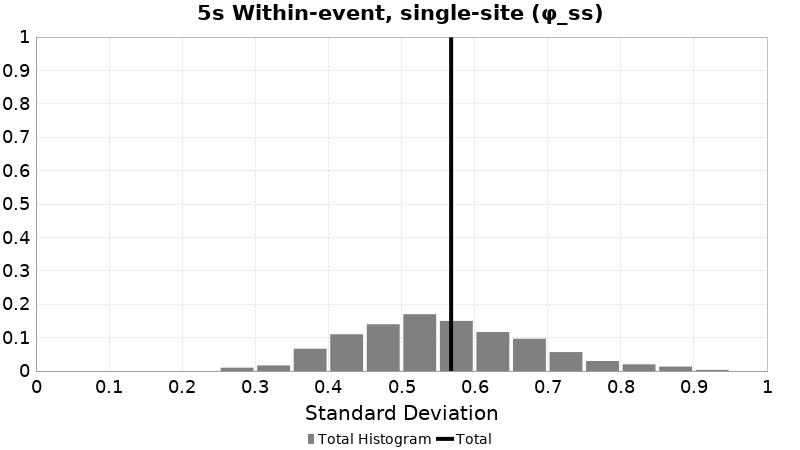 5s Within-event, single-site (φ_ss)
1
0.9
0.8
0.7
0.6
0.5
0.4
0.3
0.2
0.1
0
0 0.1 0.2 0.3 0.4 0.5 0.6 0.7 0.8 0.9 1
Standard Deviation
Total Histogram Total